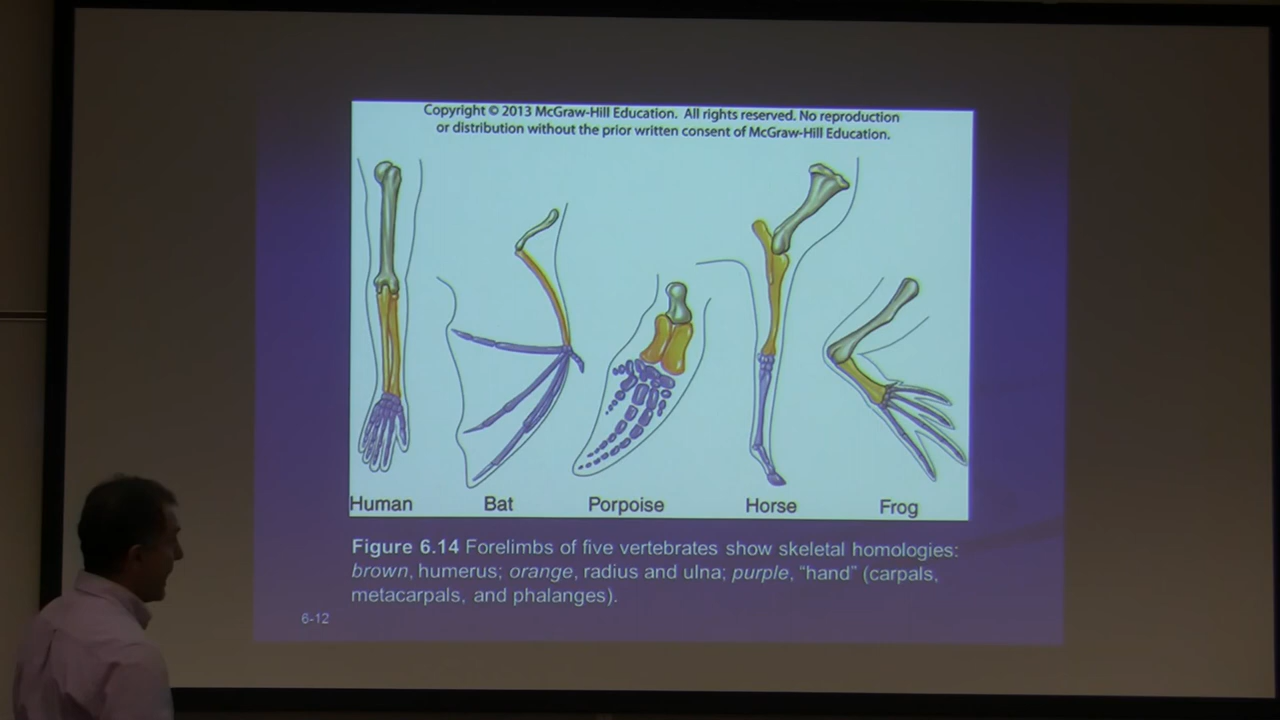 Copyright © 2013 McGraw-Hill Education. All rights reserved. No reproduction
or distribution without the prior written consent of McGraw-Hill Education.
Human Bat Porpoise Horse Frog
Figure 6.14 Forelimbs of five vertebrates show skeletal homologies:
brown, humerus; orange, radius and ulna; purple, “hand” (carpals,
metacarpals, and phalanges).
6-12